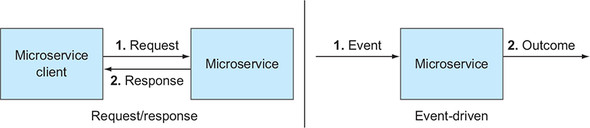 Microservice
client
1. Request
2. Response
Microservice
Request/response
1. Event
Microservice
2. Outcome
Event-driven